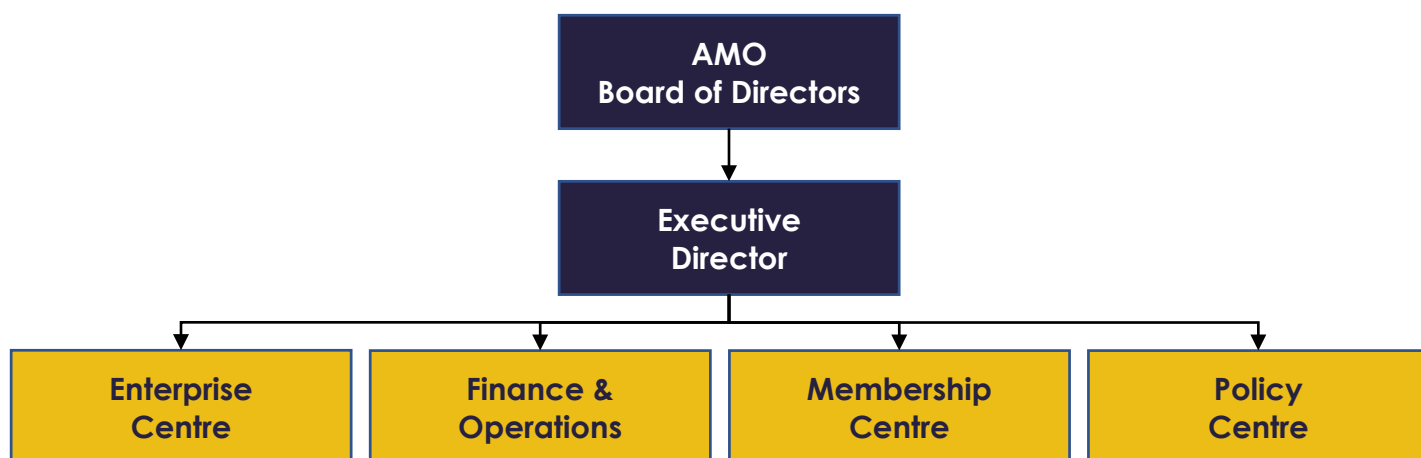 AMO
Board of Directors
Executive
Director
Enterprise
Centre
Finance &
Operations
Membership
Centre
Policy
Centre